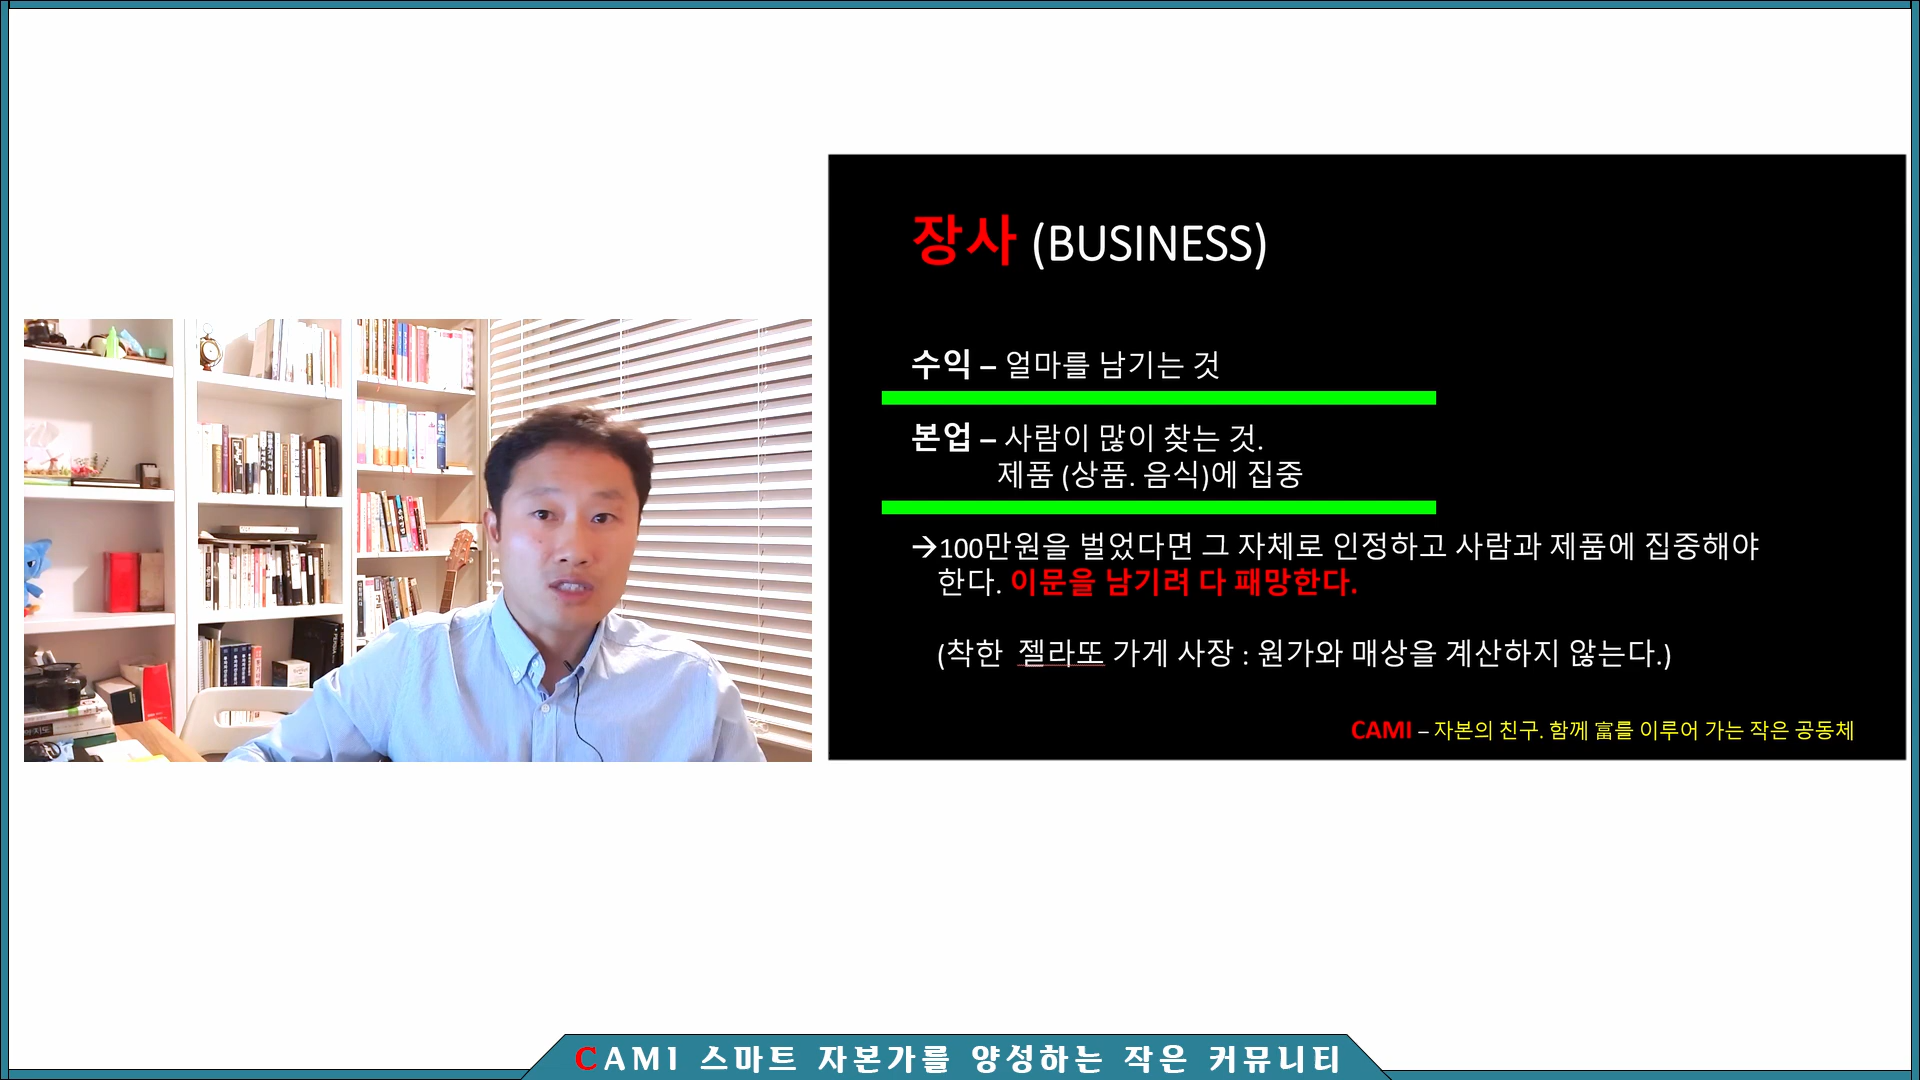 장사 (BUSINESS)
수익 – 얼마를 남기는 것
본업 – 사람이 많이 찾는 것.
제품 (상품. 음식)에 집중
→100만원을 벌었다면 그 자체로 인정하고 사람과 제품에 집중해야
한다. 이문을 남기려 다 패망한다.
(착한 젤라또 가게 사장 : 원가와 매상을 계산하지 않는다.)
CAMI – 자본의 친구. 함께 富를 이루어 가는 작은 공동체
CAMI 스마트 자본가를 양성하는 작은 커뮤니티